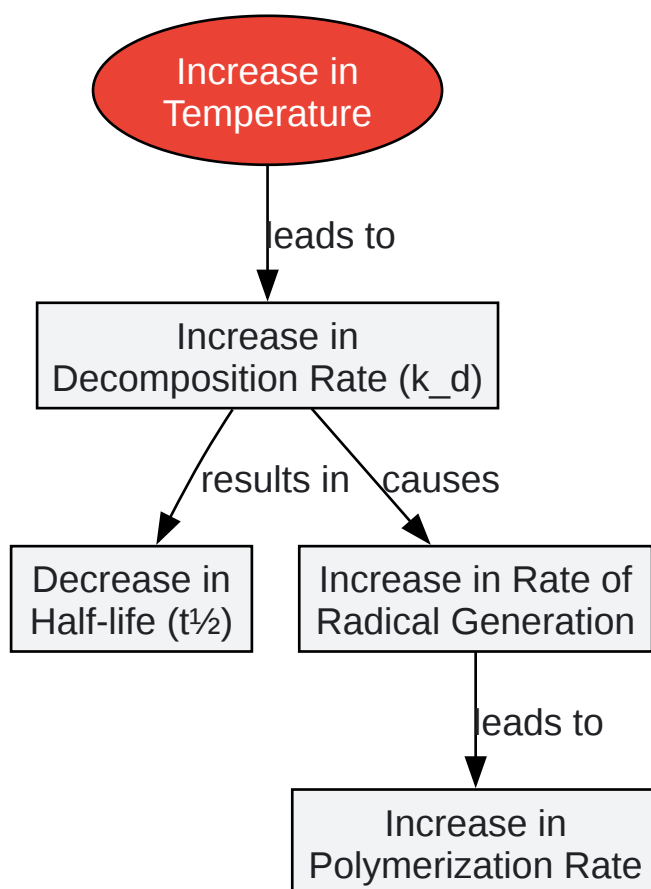 Increase in
Temperature
leads to
Increase in
Decomposition Rate (k_d)
results in
causes
Decrease in
Half-life (t½)
Increase in Rate of
Radical Generation
leads to
Increase in
Polymerization Rate